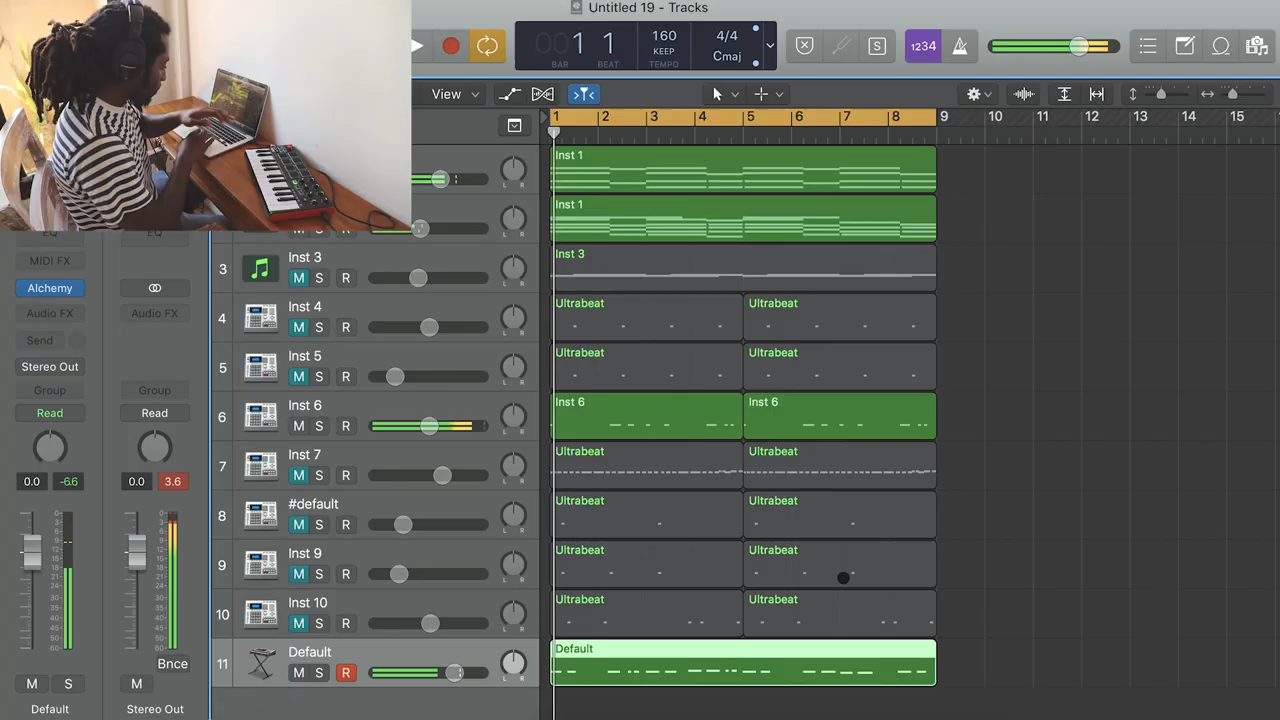 Untitled 19 - Tracks
001 1
BAR BEAT
160
KEEP
TEMPO
4/4
Cmaj
S
1234
View
1 2 3 4 5 6 7 8 9 10 11 12 13 14 15
Inst 1
L R
Inst 1
L R
EQ
EQ
MIDI FX
Alchemy
Audio FX
Audio FX
Send
Stereo Out
Group
Group
Read
Read
0.0 -6.6
0.0 3.6
Bnce
M S
M
Default
Stereo Out
3
Inst 3
M S R
L R
Inst 3
4
Inst 4
M S R
L R
Ultrabeat
Ultrabeat
5
Inst 5
M S R
L R
Ultrabeat
Ultrabeat
6
Inst 6
M S R
L R
Inst 6
Inst 6
7
Inst 7
M S R
L R
Ultrabeat
Ultrabeat
8
#default
M S R
L R
Ultrabeat
Ultrabeat
9
Inst 9
M S R
L R
Ultrabeat
Ultrabeat
10
Inst 10
M S R
L R
Ultrabeat
Ultrabeat
11
Default
M S R
L R
Default